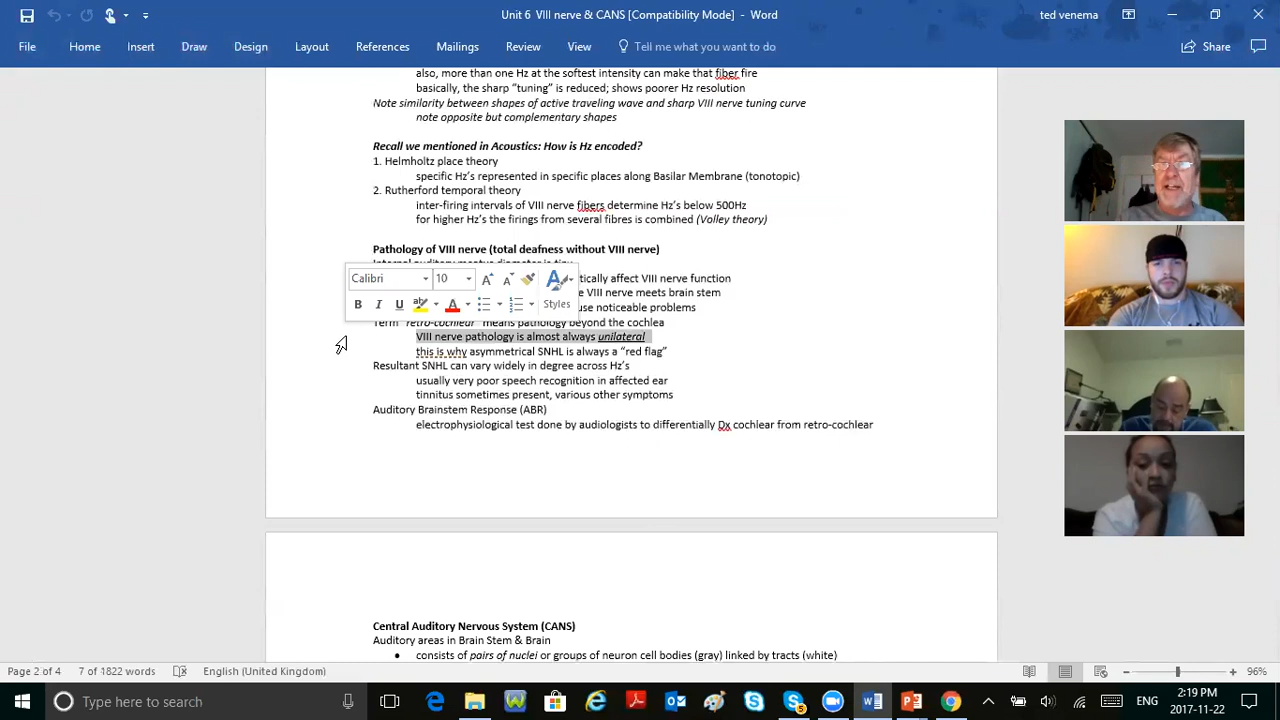 Unit 6 VIII nerve & CANS [Compatibility Mode] - Word
ted venema
File Home Insert Draw Design Layout References Mailings Review View Tell me what you want to do Share
also, more than one Hz at the softest intensity can make that fiber fire
basically, the sharp “tuning” is reduced; shows poorer Hz resolution
Note similarity between shapes of active traveling wave and sharp VIII nerve tuning curve
note opposite but complementary shapes
Recall we mentioned in Acoustics: How is Hz encoded?
1. Helmholtz place theory
specific Hz’s represented in specific places along Basilar Membrane (tonotopic)
2. Rutherford temporal theory
inter-firing intervals of VIII nerve fibers determine Hz’s below 500Hz
for higher Hz’s the firings from several fibres is combined (Volley theory)
Pathology of VIII nerve (total deafness without VIII nerve)
Internal auditory meatus diameter is tiny
Calibri 10
tically affect VIII nerve function
e VIII nerve meets brain stem
B I U ab A Styles
use noticeable problems
Term “retro-cochlear” means pathology beyond the cochlea
VIII nerve pathology is almost always unilateral
this is why asymmetrical SNHL is always a “red flag”
Resultant SNHL can vary widely in degree across Hz’s
usually very poor speech recognition in affected ear
tinnitus sometimes present, various other symptoms
Auditory Brainstem Response (ABR)
electrophysiological test done by audiologists to differentially Dx cochlear from retro-cochlear
Central Auditory Nervous System (CANS)
Auditory areas in Brain Stem & Brain
• consists of pairs of nuclei or groups of neuron cell bodies (gray) linked by tracts (white)
Page 2 of 4 7 of 1822 words English (United Kingdom) 96%
Type here to search
ENG
2:19 PM
2017-11-22